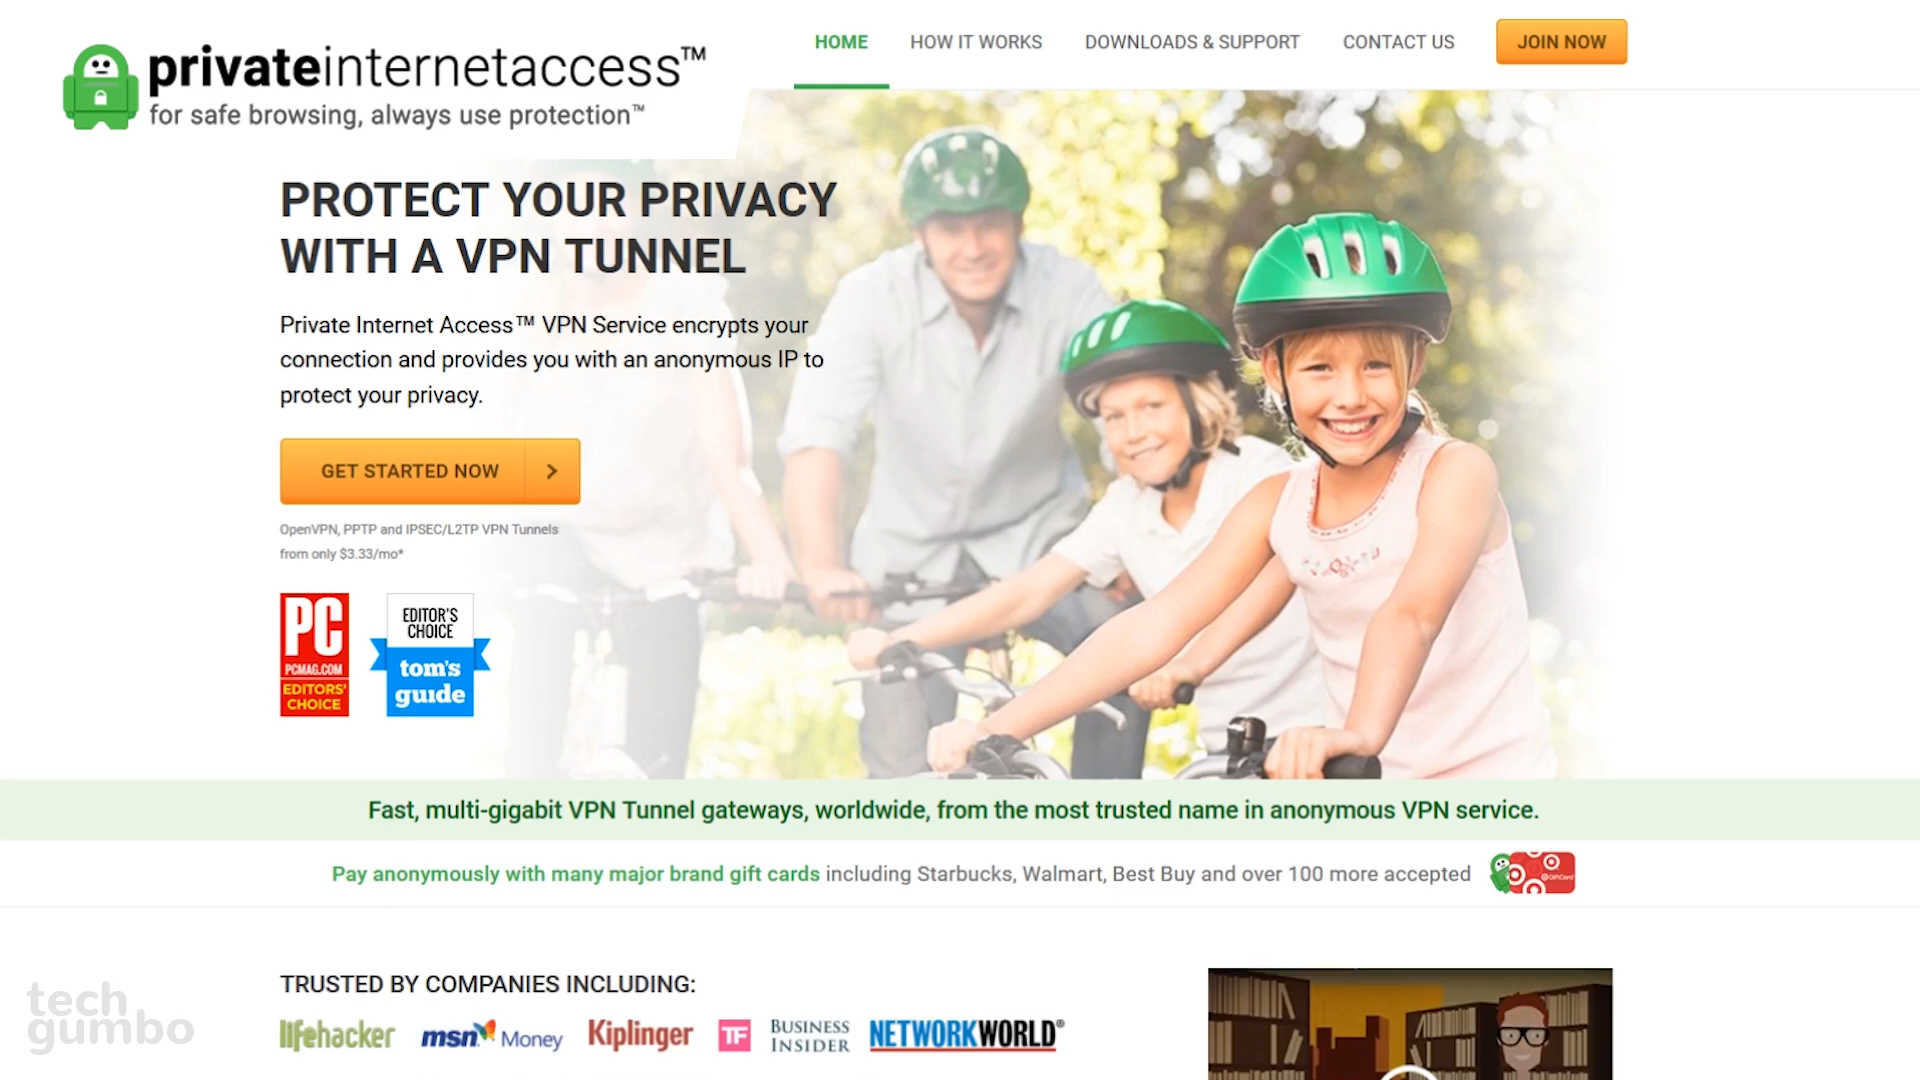 privateinternetaccess™
for safe browsing, always use protection™
HOME HOW IT WORKS DOWNLOADS & SUPPORT CONTACT US JOIN NOW
PROTECT YOUR PRIVACY
WITH A VPN TUNNEL
Private Internet Access™ VPN Service encrypts your
connection and provides you with an anonymous IP to
protect your privacy.
GET STARTED NOW
OpenVPN, PPTP and IPSEC/L2TP VPN Tunnels
from only $3.33/mo*
PC
PCMAG.COM
EDITORS'
CHOICE
EDITOR'S
CHOICE
tom's
guide
Fast, multi-gigabit VPN Tunnel gateways, worldwide, from the most trusted name in anonymous VPN service.
Pay anonymously with many major brand gift cards including Starbucks, Walmart, Best Buy and over 100 more accepted
GiftCard
TRUSTED BY COMPANIES INCLUDING:
lifehacker msn Money Kiplinger TF BUSINESS INSIDER NETWORKWORLD®
tech
gumbo